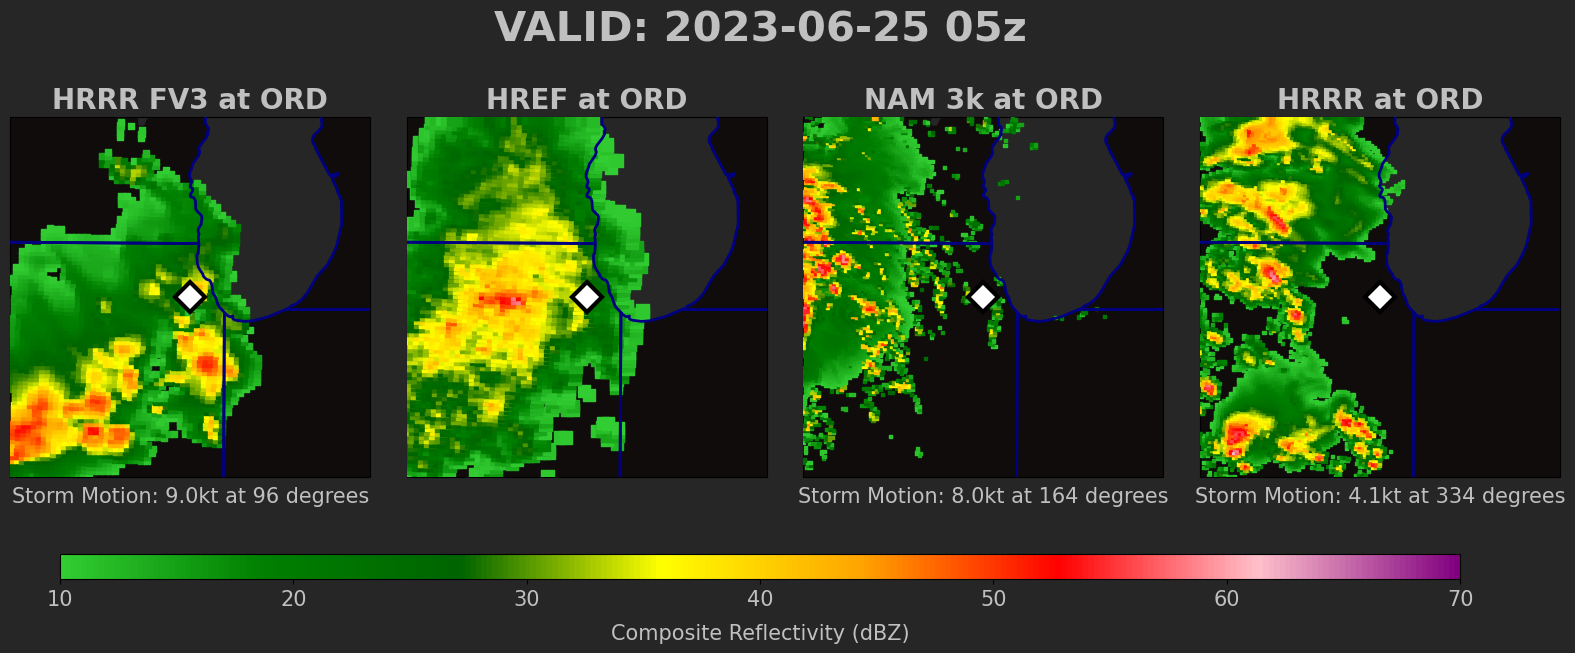 VALID: 2023-06-25 05z
HRRR FV3 at ORD
HREF at ORD
NAM 3k at ORD
HRRR at ORD
Storm Motion: 9.0kt at 96 degrees
Storm Motion: 8.0kt at 164 degrees
Storm Motion: 4.1kt at 334 degrees
10 20 30 40 50 60 70
Composite Reflectivity (dBZ)